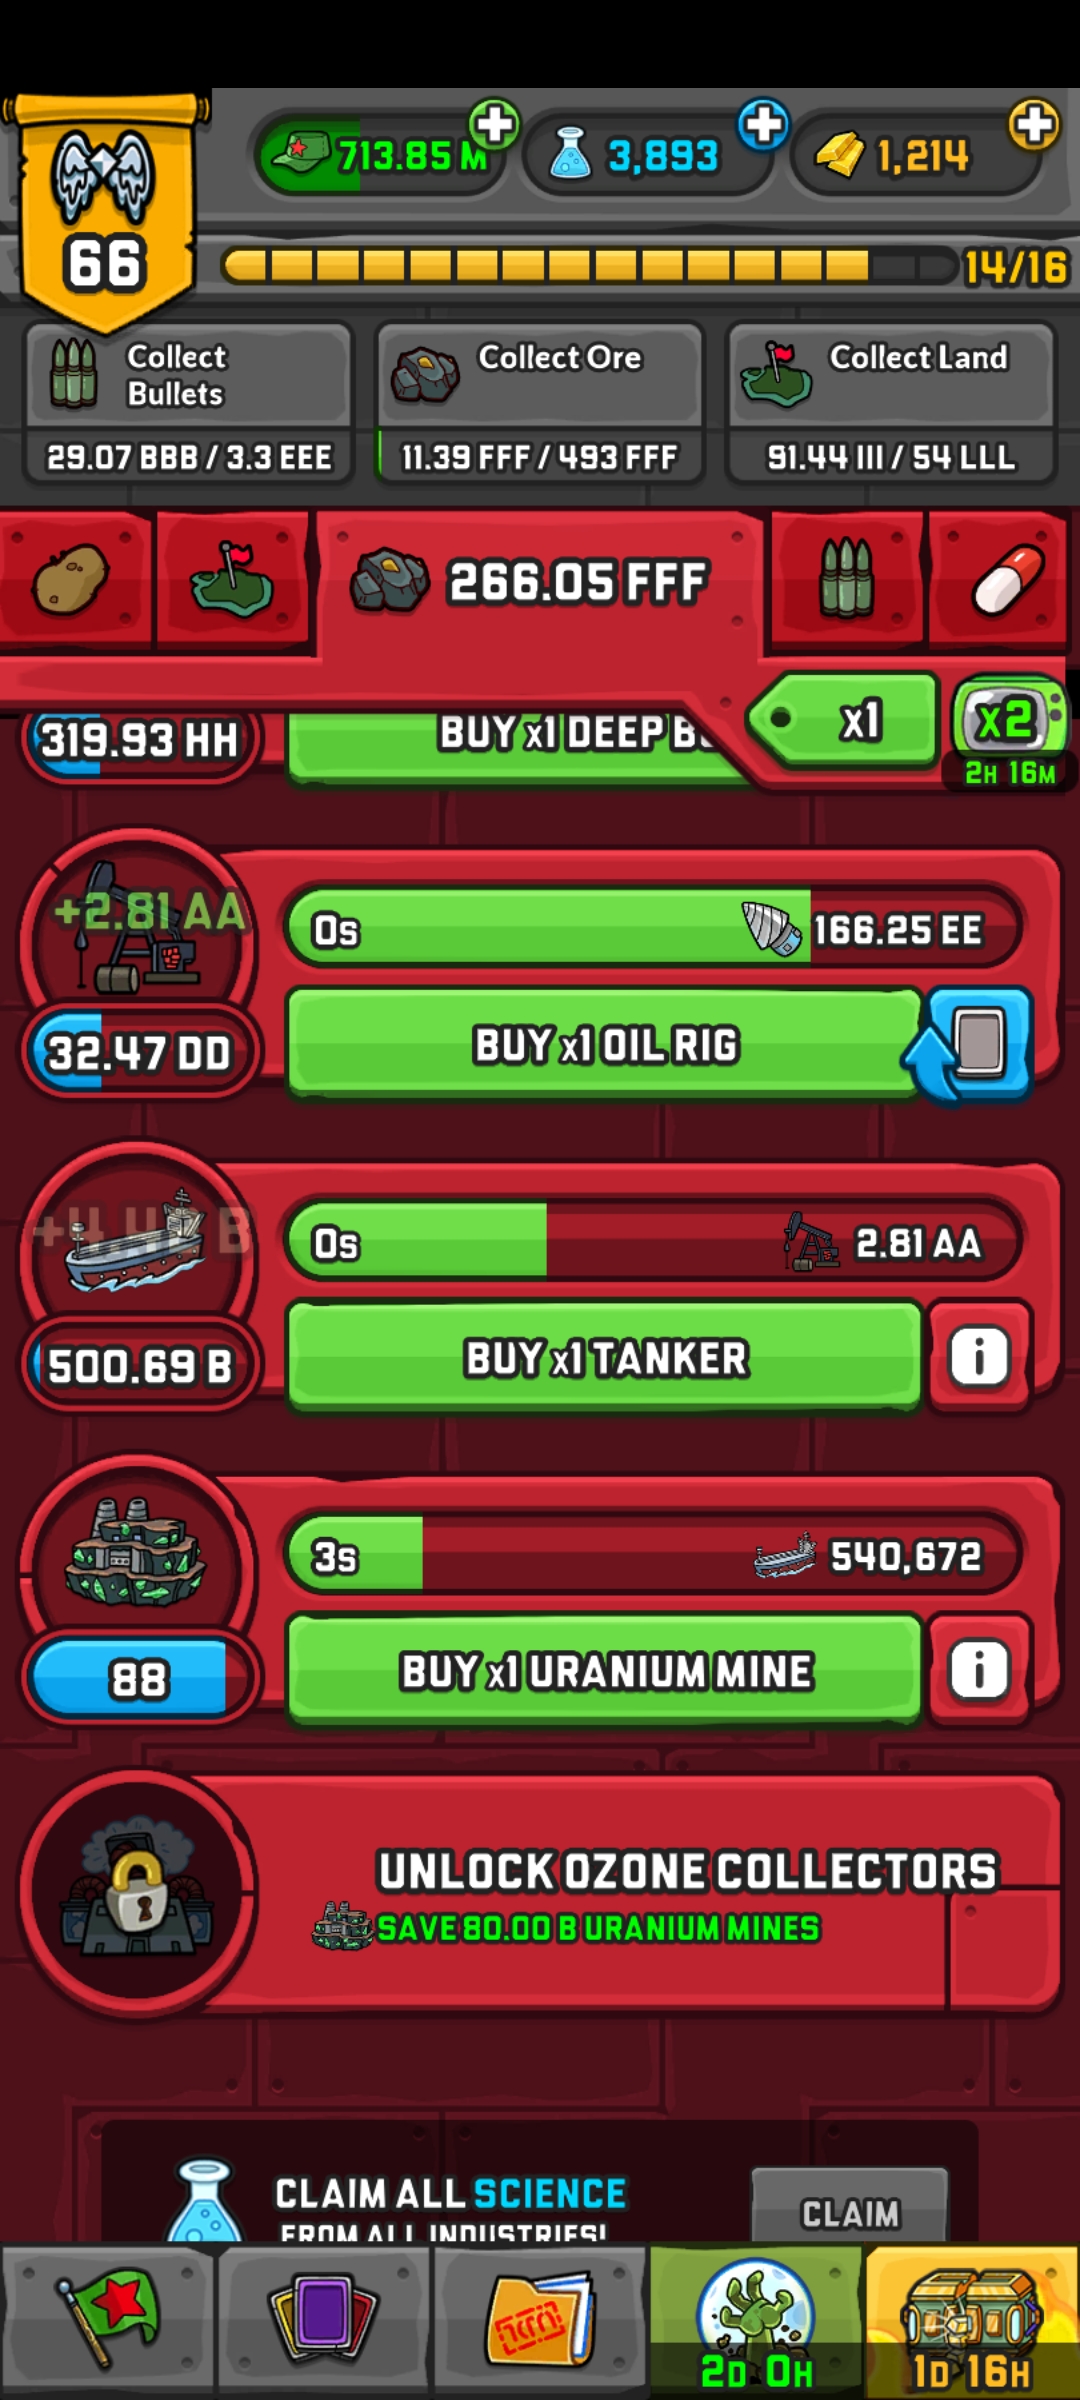 713.85 M
3,893
1,214
66
14/16
Collect
Bullets
Collect Ore
Collect Land
29.07 BBB / 3.3 EEE
11.39 FFF / 493 FFF
91.44 III / 54 LLL
266.05 FFF
x1
x2
2H 16M
319.93 HH
BUY x1 DEEP
+2.81 AA
0s
166.25 EE
32.47 DD
BUY x1 OIL RIG
0s
2.81 AA
500.69 B
BUY x1 TANKER
i
3s
540,672
88
BUY x1 URANIUM MINE
i
UNLOCK OZONE COLLECTORS
SAVE 80.00 B URANIUM MINES
CLAIM ALL SCIENCE
FROM ALL INDUSTRIES!
CLAIM
2D 0H
1D 16H